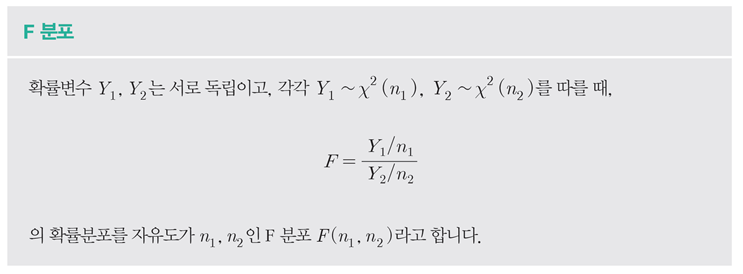 F 분포
확률변수 Y₁, Y₂는 서로 독립이고, 각각 Y₁ ~ χ²(n₁), Y₂ ~ χ²(n₂)를 따를 때,
F = (Y₁/n₁) / (Y₂/n₂)
의 확률분포를 자유도가 n₁, n₂인 F 분포 F(n₁, n₂)라고 합니다.